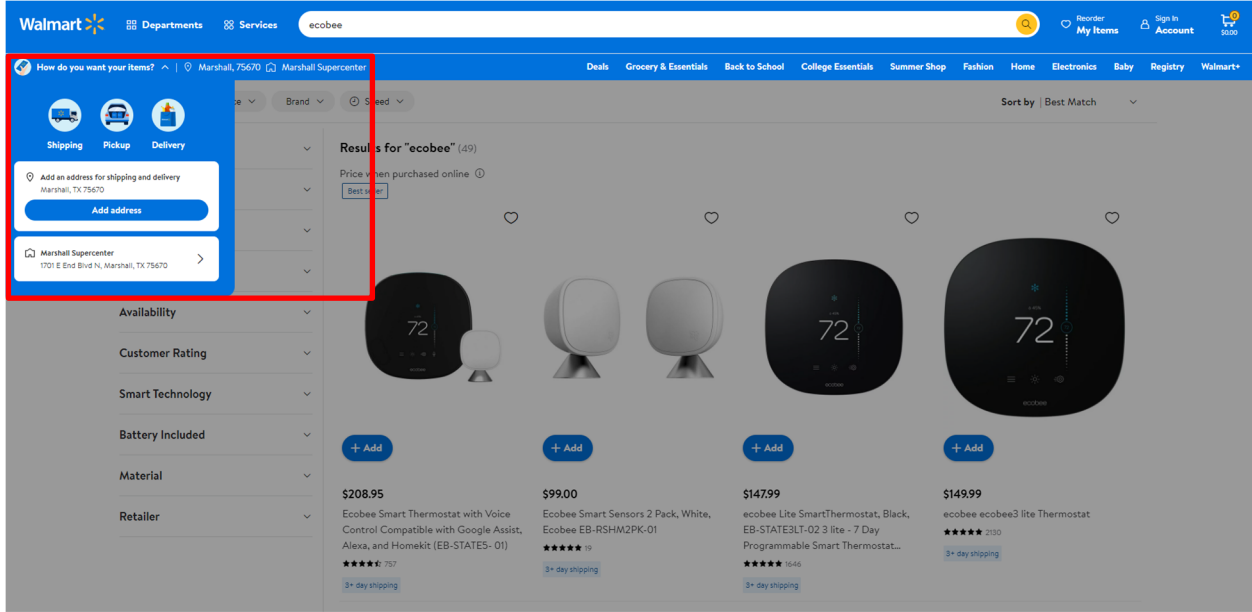 Walmart
Departments
Services
ecobee
Reorder
My Items
Sign In
Account
0
$0.00
How do you want your items?
Marshall, 75670
Marshall Supercenter
Deals
Grocery & Essentials
Back to School
College Essentials
Summer Shop
Fashion
Home
Electronics
Baby
Registry
Walmart+
Brand
Speed
Sort by | Best Match
Shipping
Pickup
Delivery
Add an address for shipping and delivery
Marshall, TX 75670
Add address
Marshall Supercenter
1701 E End Blvd N, Marshall, TX 75670
Availability
Customer Rating
Smart Technology
Battery Included
Material
Retailer
Results for "ecobee" (49)
Price when purchased online
Best seller
72
ecobee
72
ecobee
72
ecobee
+ Add
+ Add
+ Add
+ Add
$208.95
Ecobee Smart Thermostat with Voice
Control Compatible with Google Assist,
Alexa, and Homekit (EB-STATE5- 01)
757
3+ day shipping
$99.00
Ecobee Smart Sensors 2 Pack, White,
Ecobee EB-RSHM2PK-01
19
3+ day shipping
$147.99
ecobee Lite SmartThermostat, Black,
EB-STATE3LT-02 3 lite - 7 Day
Programmable Smart Thermostat...
1646
3+ day shipping
$149.99
ecobee ecobee3 lite Thermostat
2130
3+ day shipping